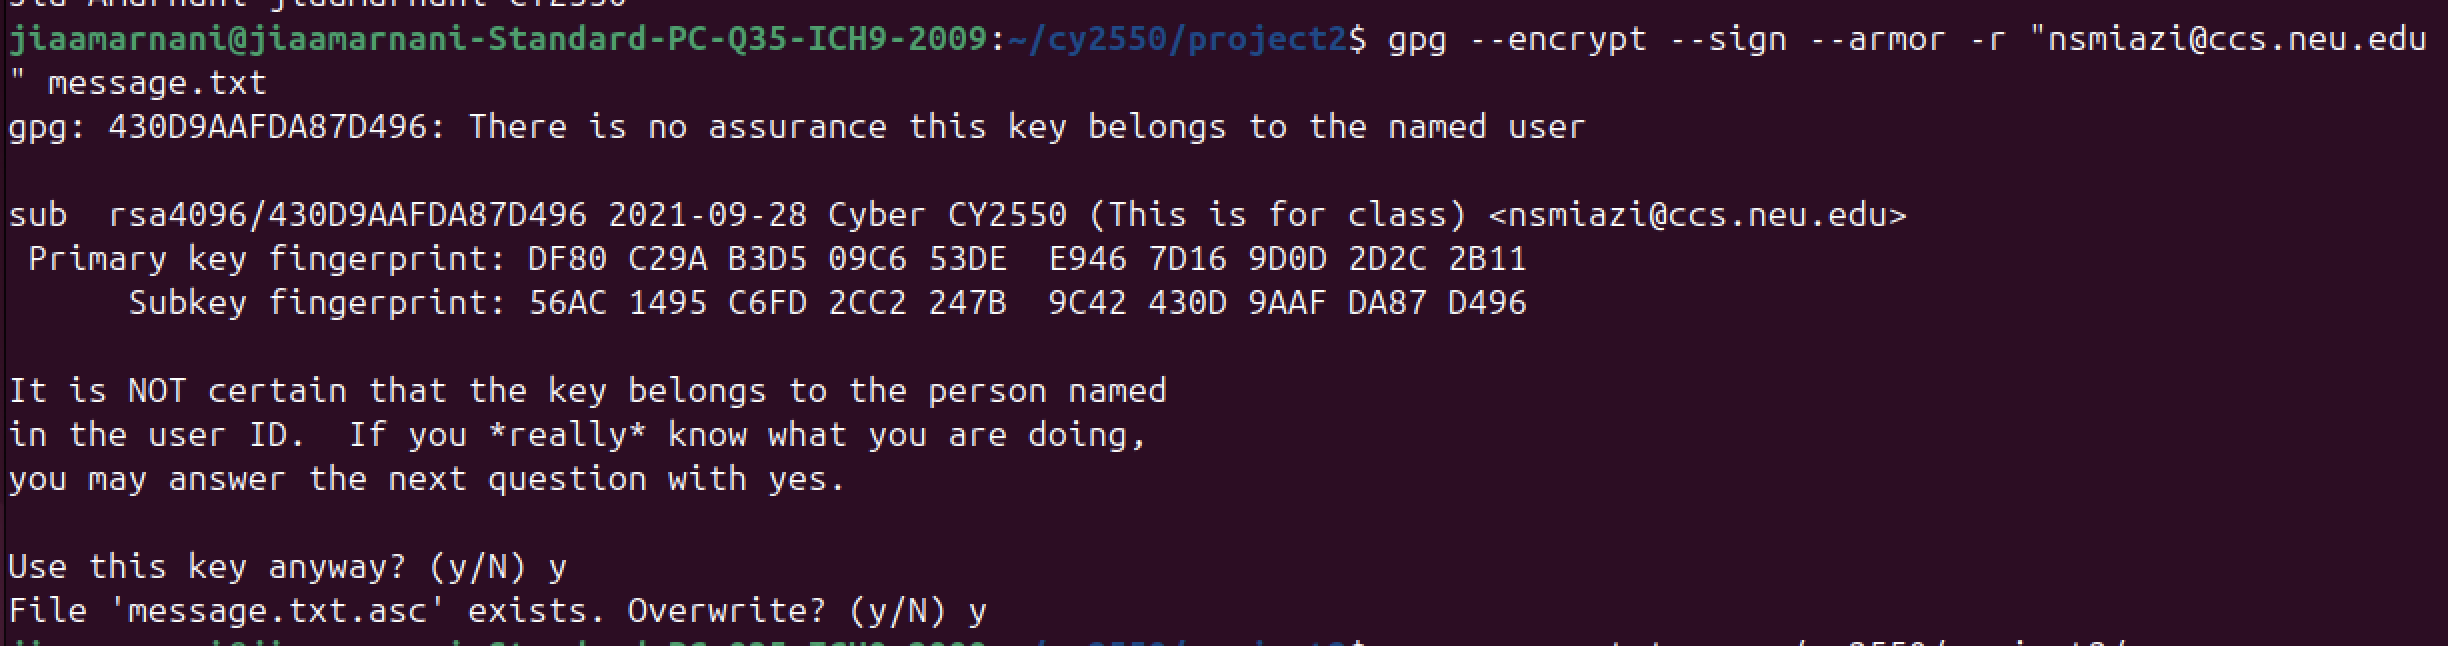 jiaamarnani@jiaamarnani-Standard-PC-Q35-ICH9-2009:~/cy2550/project2$ gpg --encrypt --sign --armor -r "nsmiazi@ccs.neu.edu
" message.txt
gpg: 430D9AAFDA87D496: There is no assurance this key belongs to the named user
sub  rsa4096/430D9AAFDA87D496 2021-09-28 Cyber CY2550 (This is for class) <nsmiazi@ccs.neu.edu>
 Primary key fingerprint: DF80 C29A B3D5 09C6 53DE  E946 7D16 9D0D 2D2C 2B11
      Subkey fingerprint: 56AC 1495 C6FD 2CC2 247B  9C42 430D 9AAF DA87 D496
It is NOT certain that the key belongs to the person named
in the user ID.  If you *really* know what you are doing,
you may answer the next question with yes.
Use this key anyway? (y/N) y
File 'message.txt.asc' exists. Overwrite? (y/N) y